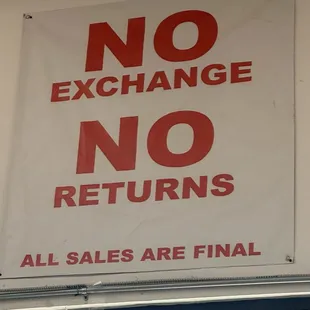 NO
EXCHANGE
NO
RETURNS
ALL SALES ARE FINAL